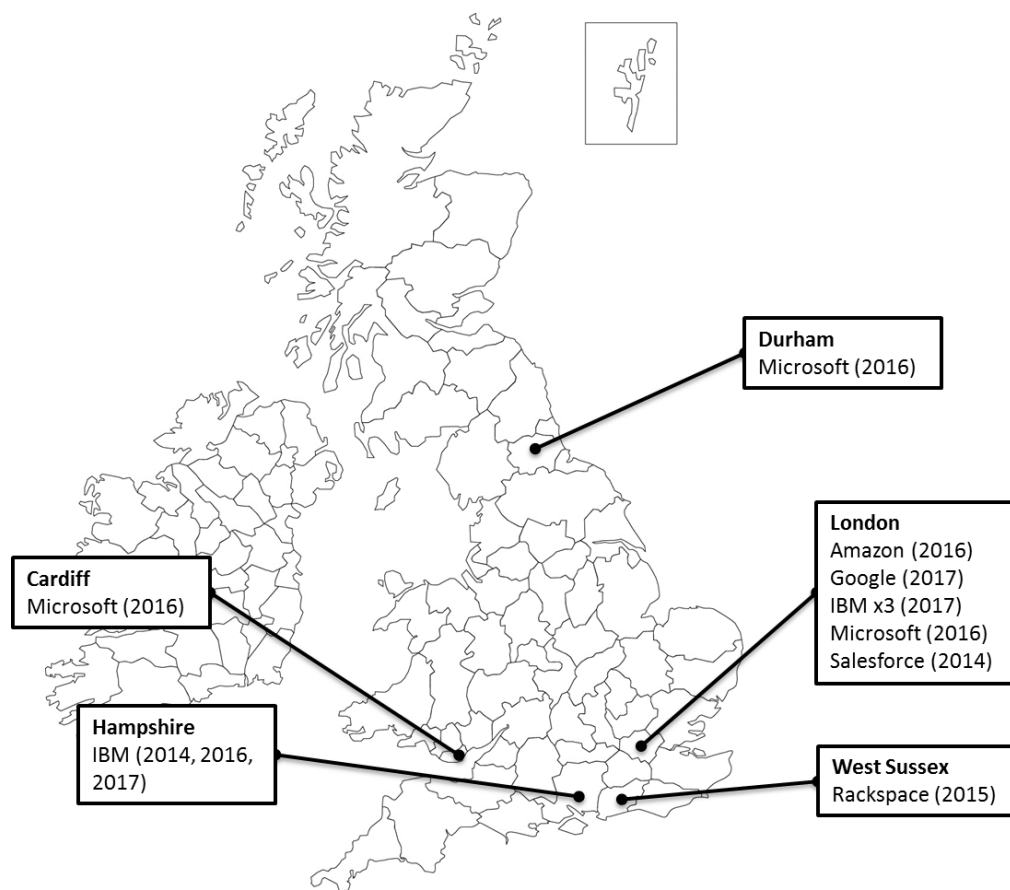 Durham
Microsoft (2016)
London
Amazon (2016)
Google (2017)
IBM x3 (2017)
Microsoft (2016)
Salesforce (2014)
Cardiff
Microsoft (2016)
Hampshire
IBM (2014, 2016,
2017)
West Sussex
Rackspace (2015)